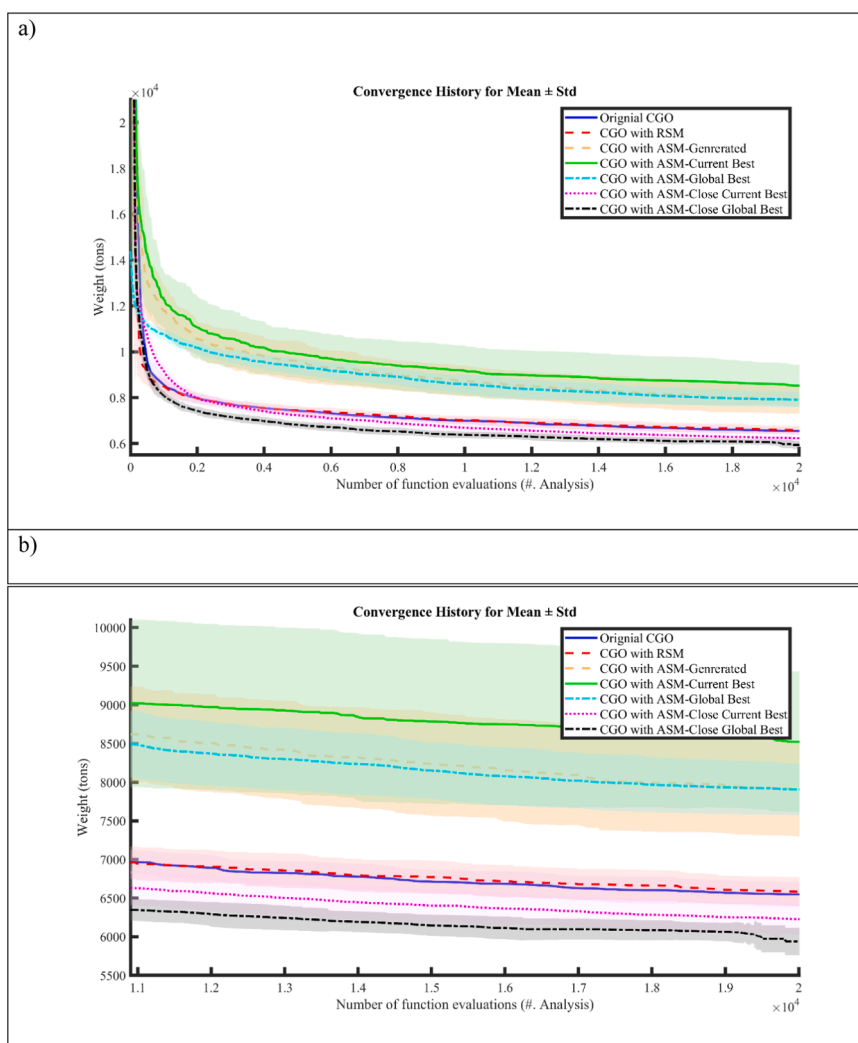 a)
×10⁴
Convergence History for Mean ± Std
2
1.8
1.6
1.4
1.2
1
0.8
0.6
Weight (tons)
Orignial CGO
CGO with RSM
CGO with ASM-Genrerated
CGO with ASM-Current Best
CGO with ASM-Global Best
CGO with ASM-Close Current Best
CGO with ASM-Close Global Best
0 0.2 0.4 0.6 0.8 1 1.2 1.4 1.6 1.8 2
Number of function evaluations (#. Analysis)
×10⁴
b)
Convergence History for Mean ± Std
10000
9500
9000
8500
8000
7500
7000
6500
6000
5500
Weight (tons)
Orignial CGO
CGO with RSM
CGO with ASM-Genrerated
CGO with ASM-Current Best
CGO with ASM-Global Best
CGO with ASM-Close Current Best
CGO with ASM-Close Global Best
1.1 1.2 1.3 1.4 1.5 1.6 1.7 1.8 1.9 2
Number of function evaluations (#. Analysis)
×10⁴